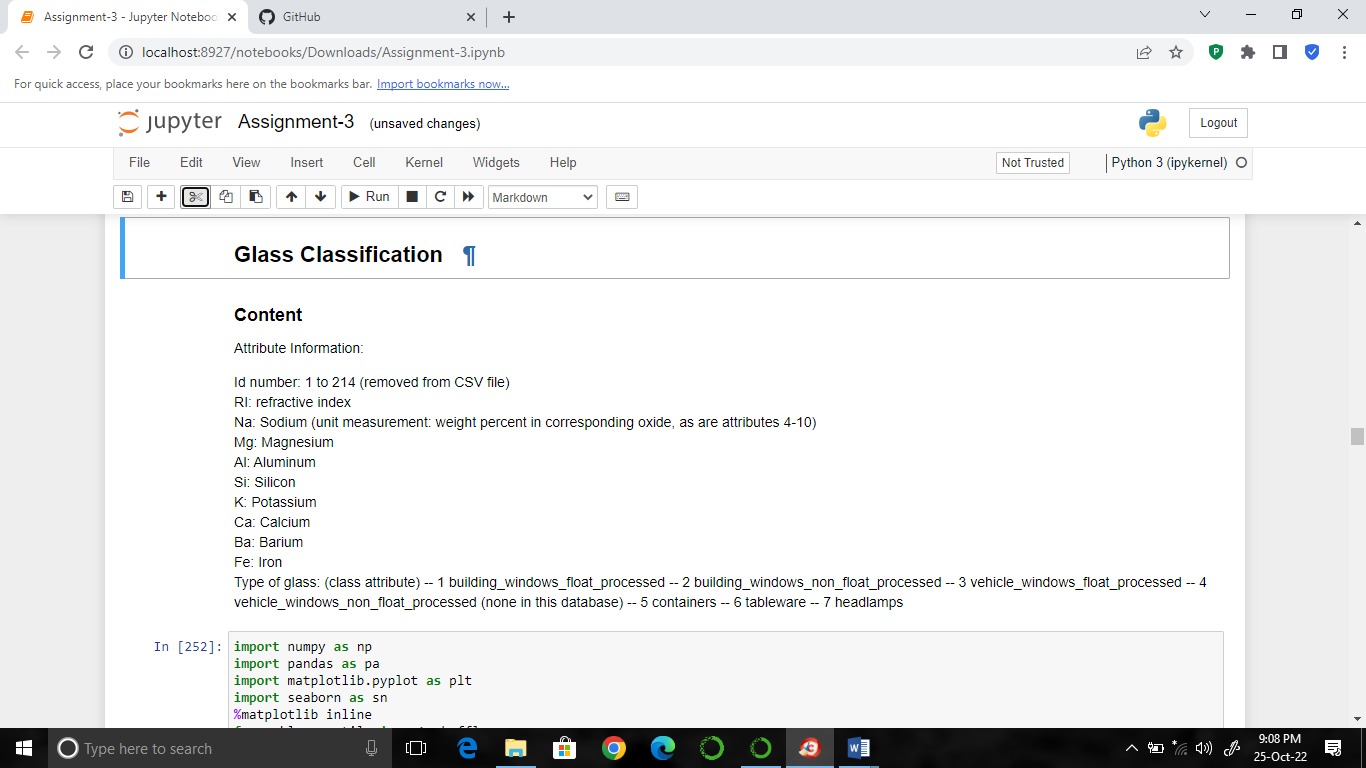 Assignment-3 - Jupyter Noteboo
GitHub
localhost:8927/notebooks/Downloads/Assignment-3.ipynb
For quick access, place your bookmarks here on the bookmarks bar. Import bookmarks now...
jupyter Assignment-3 (unsaved changes)
Logout
File Edit View Insert Cell Kernel Widgets Help
Not Trusted
Python 3 (ipykernel)
Run
Markdown
Glass Classification ¶
Content
Attribute Information:
Id number: 1 to 214 (removed from CSV file)
RI: refractive index
Na: Sodium (unit measurement: weight percent in corresponding oxide, as are attributes 4-10)
Mg: Magnesium
Al: Aluminum
Si: Silicon
K: Potassium
Ca: Calcium
Ba: Barium
Fe: Iron
Type of glass: (class attribute) -- 1 building_windows_float_processed -- 2 building_windows_non_float_processed -- 3 vehicle_windows_float_processed -- 4
vehicle_windows_non_float_processed (none in this database) -- 5 containers -- 6 tableware -- 7 headlamps
In [252]: import numpy as np
import pandas as pa
import matplotlib.pyplot as plt
import seaborn as sn
%matplotlib inline
Type here to search
9:08 PM
25-Oct-22